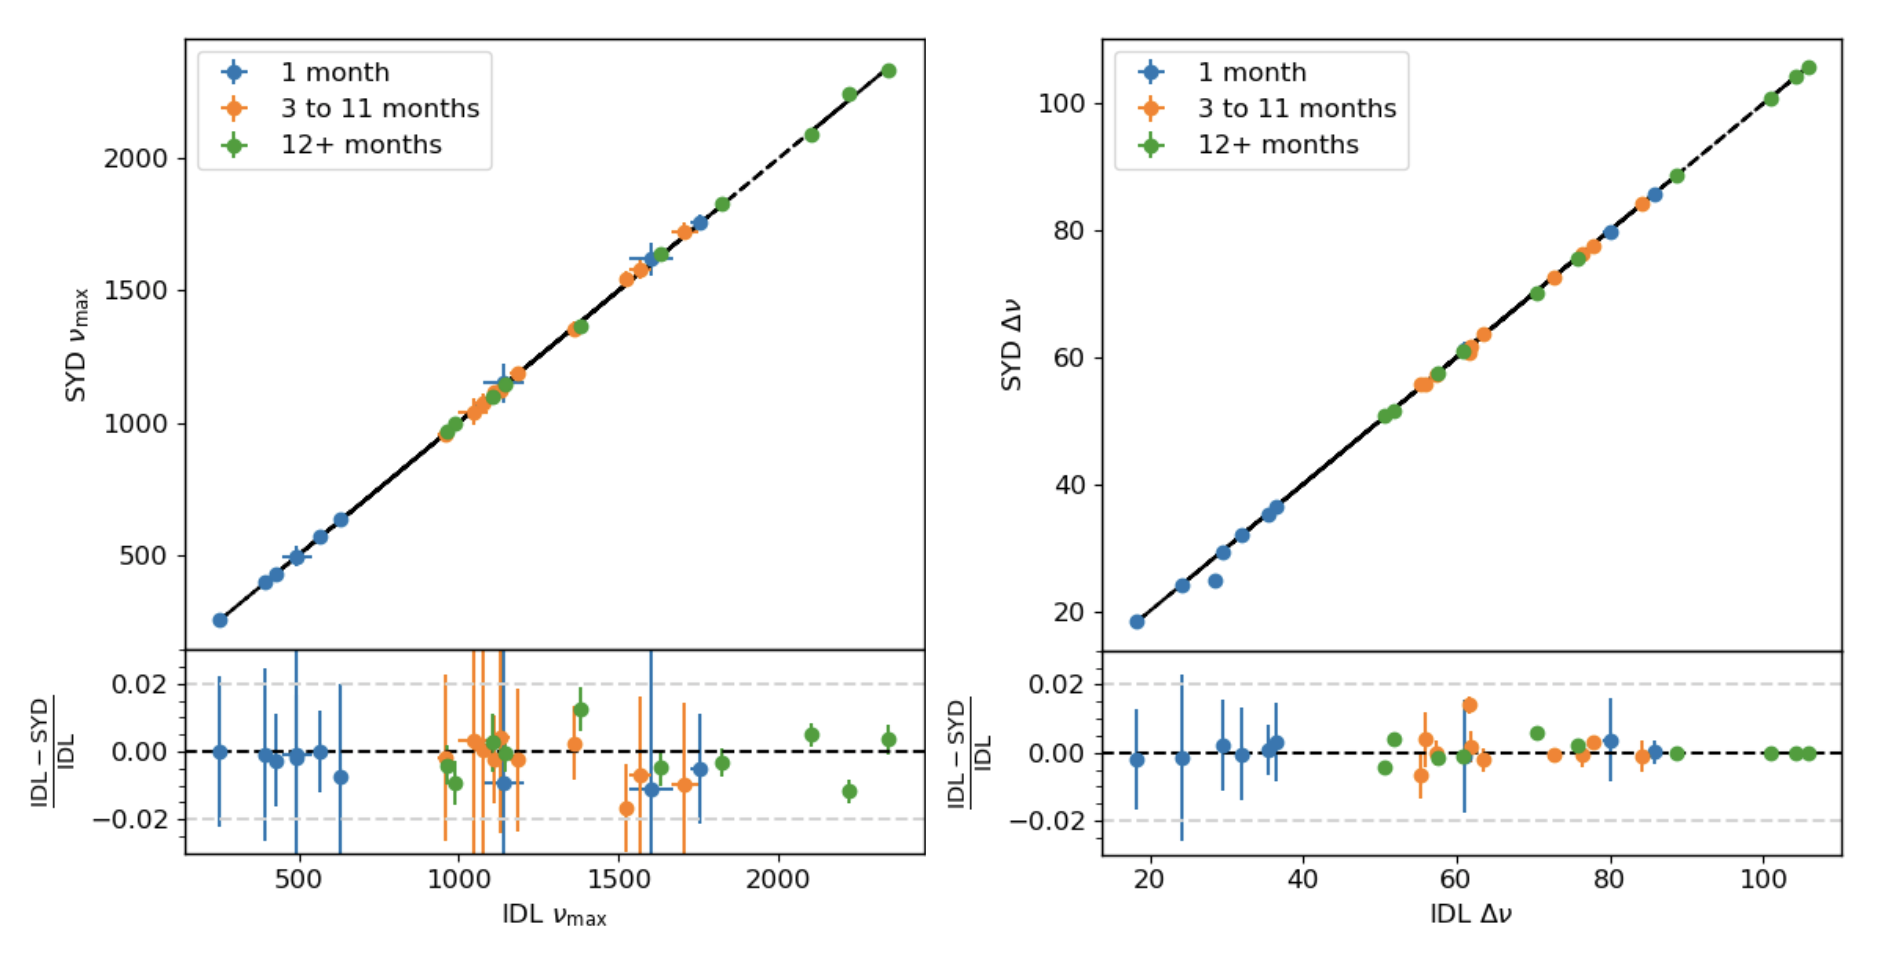 1 month
3 to 11 months
12+ months
2000
1500
1000
500
SYD νmax
0.02
0.00
−0.02
IDL − SYD
IDL
500 1000 1500 2000
IDL νmax
1 month
3 to 11 months
12+ months
100
80
60
40
20
SYD Δν
0.02
0.00
−0.02
IDL − SYD
IDL
20 40 60 80 100
IDL Δν